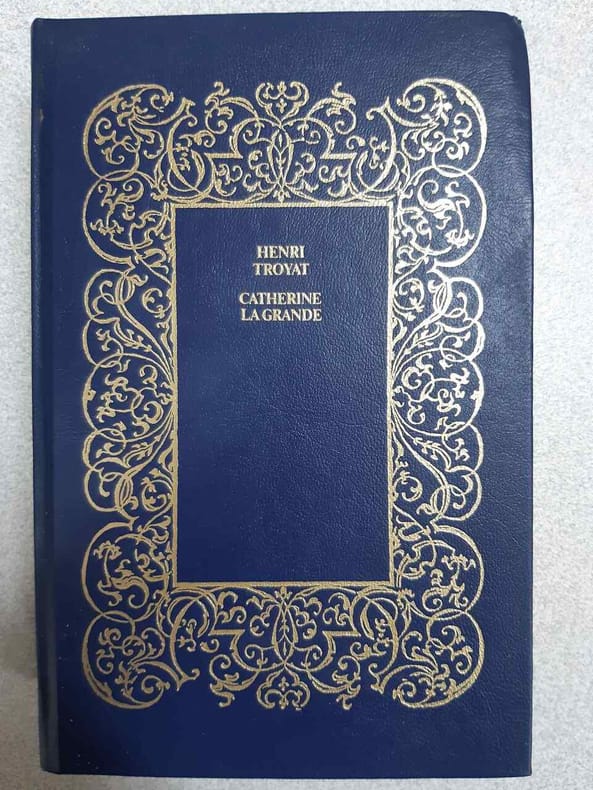 HENRI
TROYAT
CATHERINE
LA GRANDE